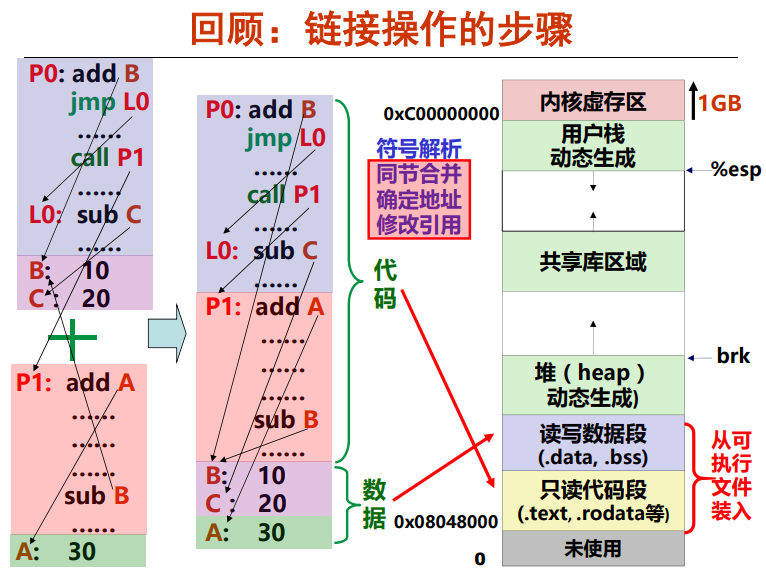 回顾：链接操作的步骤
P0: add B
jmp L0
……
call P1
……
L0: sub C
……
B: 10
C: 20
P1: add A
……
……
……
sub B
……
A: 30
P0: add B
jmp L0
……
call P1
……
L0: sub C
……
P1: add A
……
……
……
sub B
……
B: 10
C: 20
A: 30
代码
数据
符号解析
同节合并
确定地址
修改引用
0xC00000000
内核虚存区
1GB
用户栈
动态生成
%esp
共享库区域
brk
堆（heap）
动态生成)
读写数据段
(.data, .bss)
只读代码段
(.text, .rodata等)
从可
执行
文件
装入
0x08048000
未使用
0